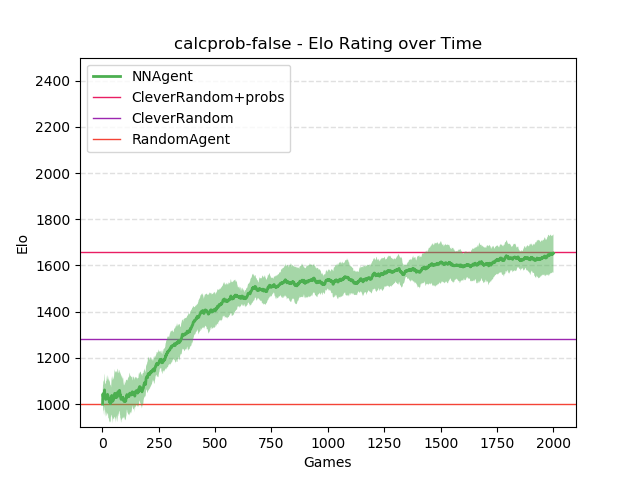 calcprob-false - Elo Rating over Time
NNAgent
CleverRandom+probs
CleverRandom
RandomAgent
2400
2200
2000
1800
1600
1400
1200
1000
Elo
0 250 500 750 1000 1250 1500 1750 2000
Games